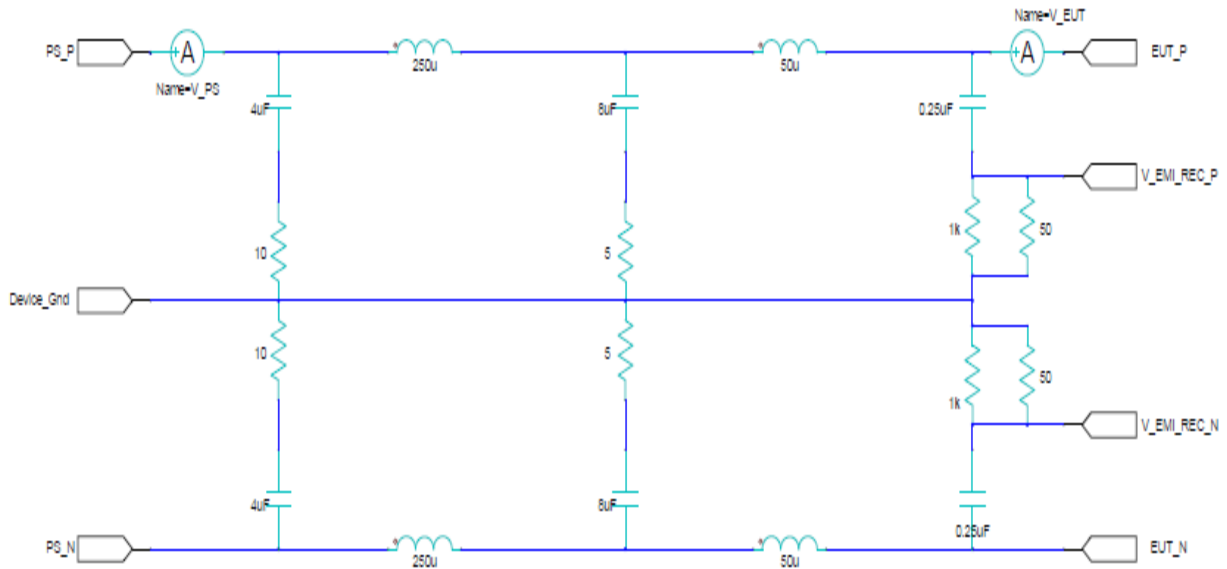 Name=V_EUT
PS_P
+A
+A
EUT_P
250u
50u
Name=V_PS
4uF
8uF
0.25uF
V_EMI_REC_P
10
5
1k
50
Device_Gnd
10
5
1k
50
V_EMI_REC_N
4uF
8uF
0.25uF
PS_N
250u
50u
EUT_N